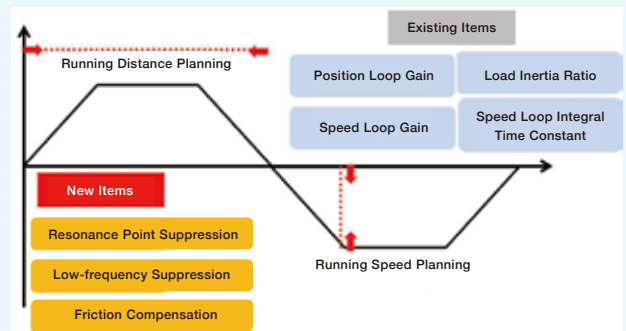 Existing Items
Running Distance Planning
Position Loop Gain
Load Inertia Ratio
Speed Loop Gain
Speed Loop Integral
Time Constant
New Items
Resonance Point Suppression
Low-frequency Suppression
Friction Compensation
Running Speed Planning